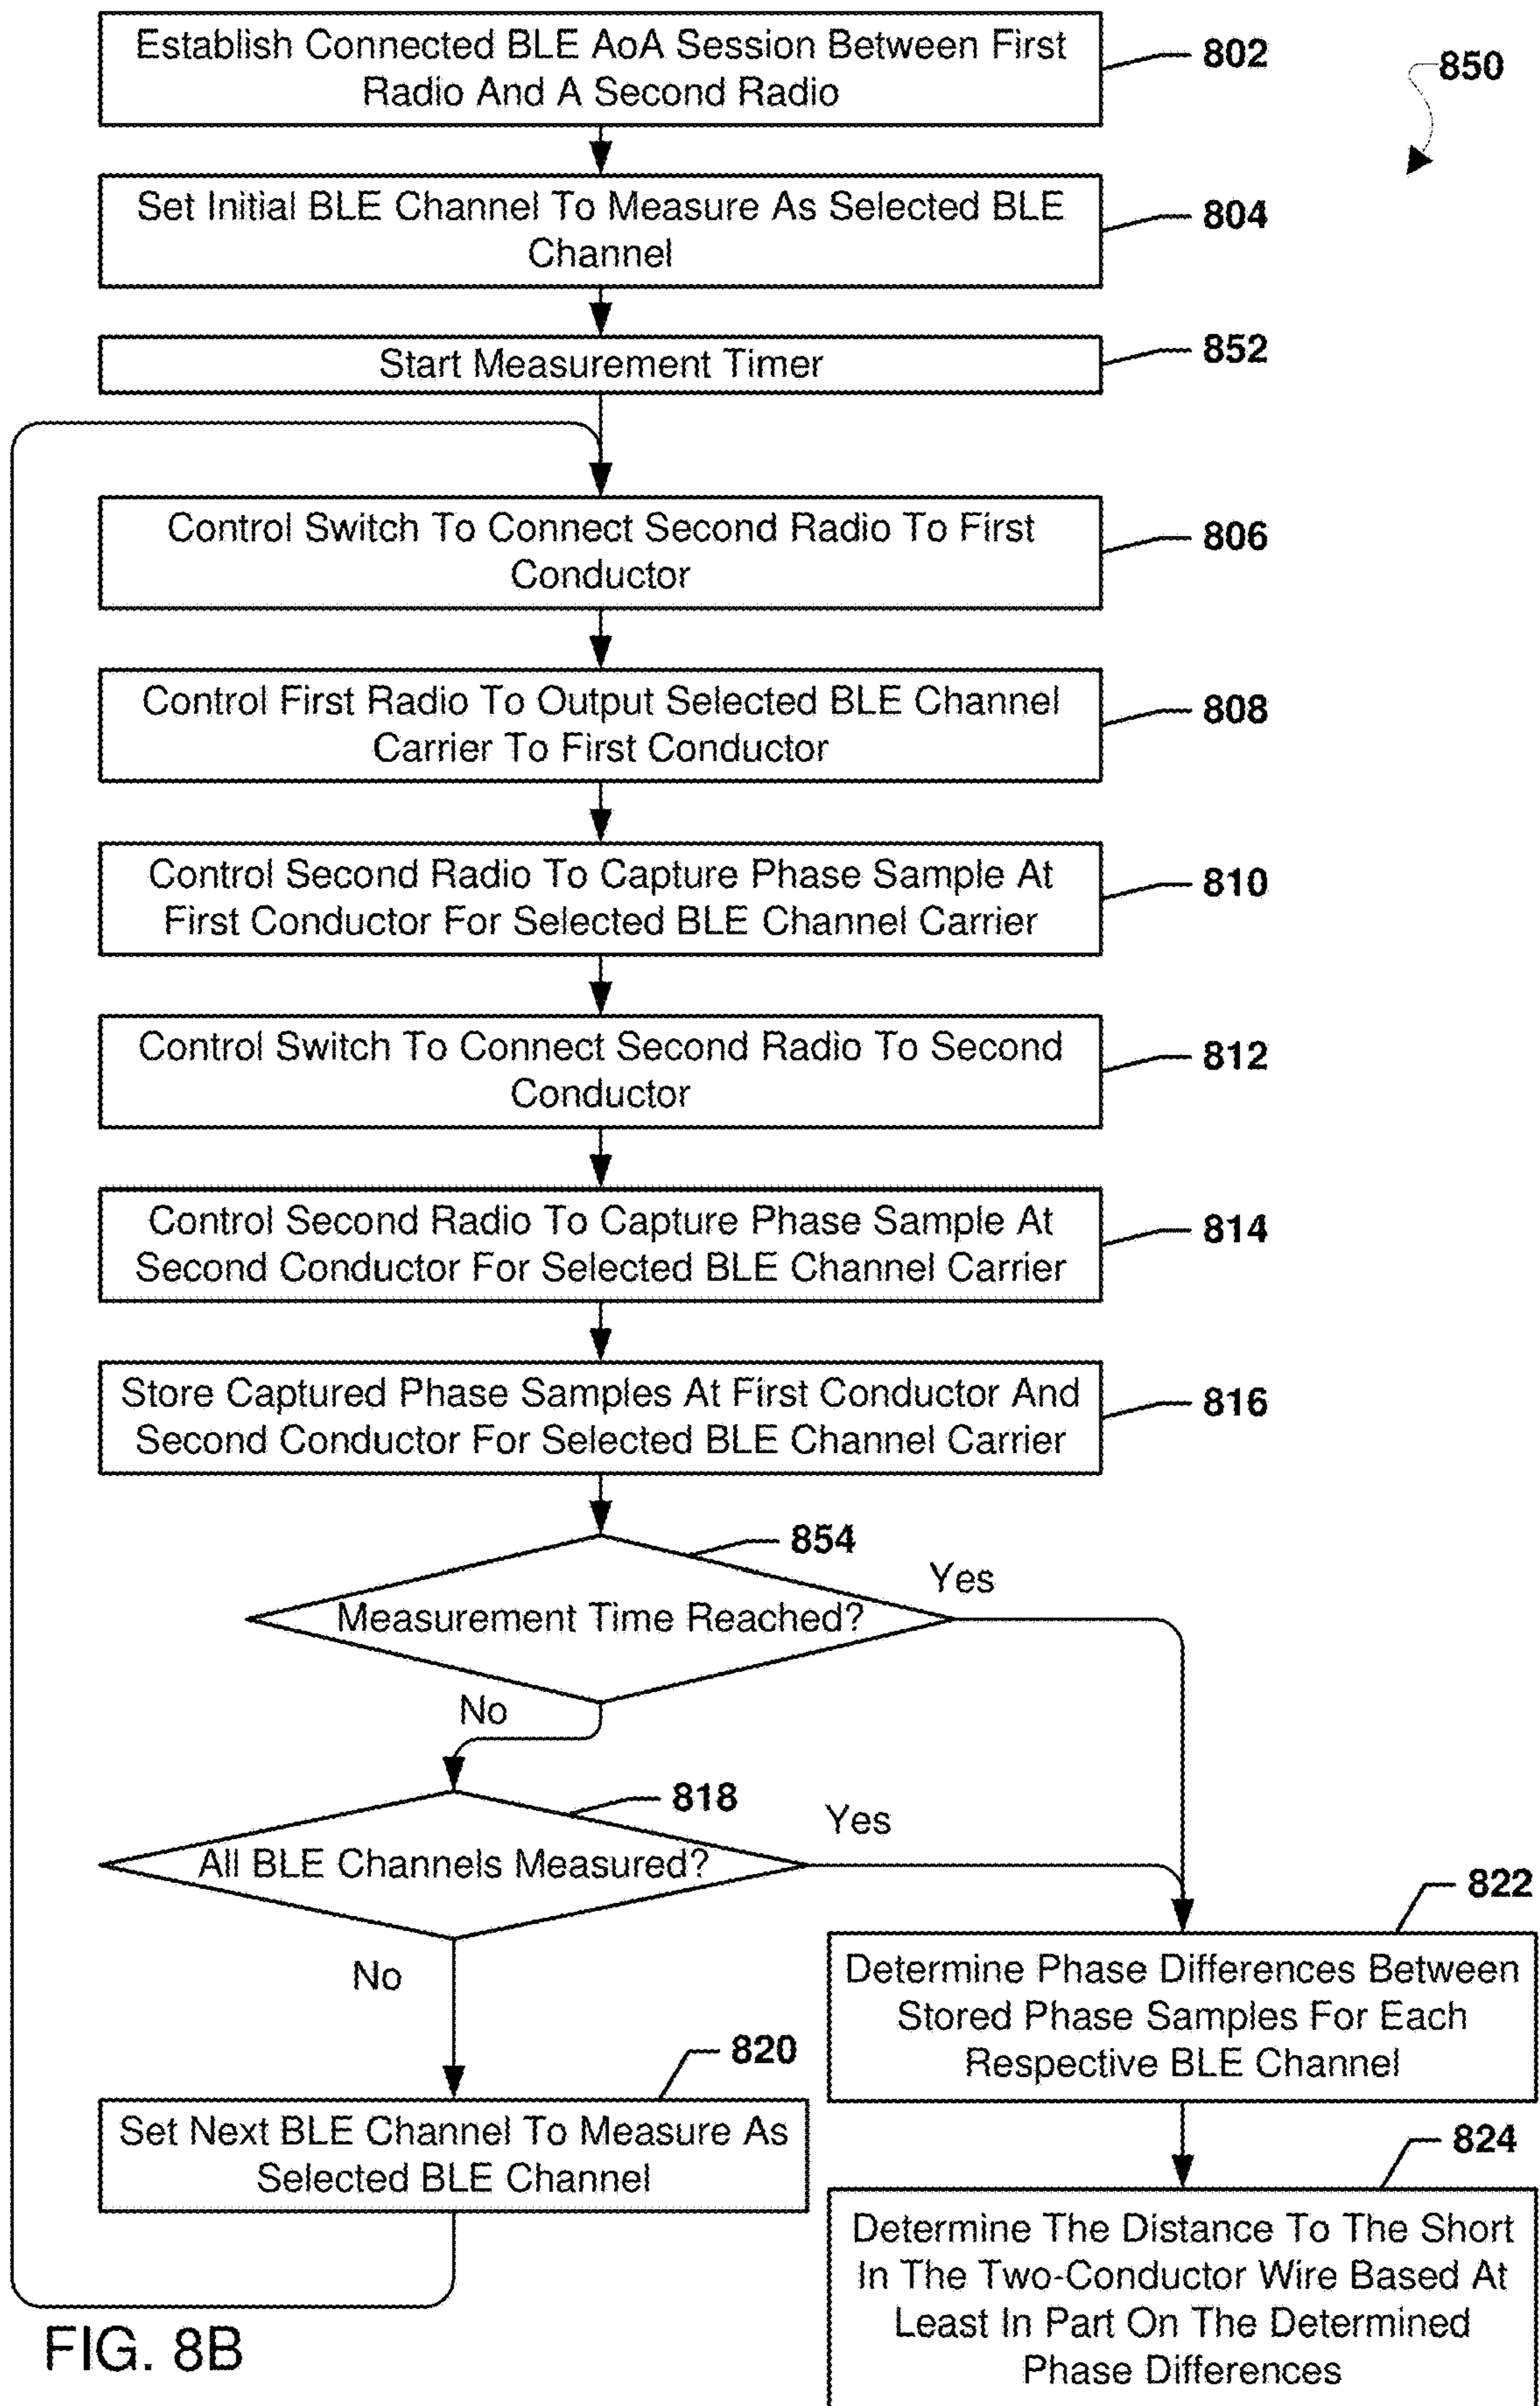 Establish Connected BLE AoA Session Between First
Radio And A Second Radio
802
850
Set Initial BLE Channel To Measure As Selected BLE
Channel
804
Start Measurement Timer
852
Control Switch To Connect Second Radio To First
Conductor
806
Control First Radio To Output Selected BLE Channel
Carrier To First Conductor
808
Control Second Radio To Capture Phase Sample At
First Conductor For Selected BLE Channel Carrier
810
Control Switch To Connect Second Radio To Second
Conductor
812
Control Second Radio To Capture Phase Sample At
Second Conductor For Selected BLE Channel Carrier
814
Store Captured Phase Samples At First Conductor And
Second Conductor For Selected BLE Channel Carrier
816
854
Measurement Time Reached?
Yes
No
818
All BLE Channels Measured?
Yes
No
820
Set Next BLE Channel To Measure As
Selected BLE Channel
822
Determine Phase Differences Between
Stored Phase Samples For Each
Respective BLE Channel
824
Determine The Distance To The Short
In The Two-Conductor Wire Based At
Least In Part On The Determined
Phase Differences
FIG. 8B